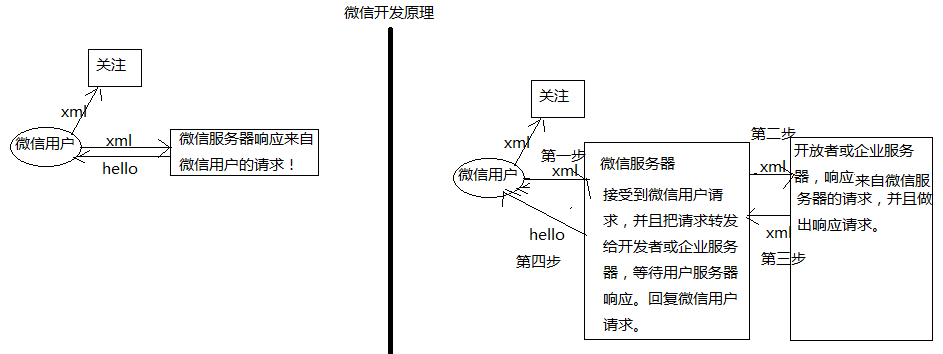 微信开发原理
关注
xml
微信用户
xml
hello
微信服务器响应来自
微信用户的请求！
关注
xml
微信用户
第一步
xml
hello
第四步
微信服务器
接受到微信用户请
求，并且把请求转发
给开发者或企业服务
器，等待用户服务器
响应。回复微信用户
请求。
第二步
xml
xml
第三步
开放者或企业服务
器，响应来自微信服
务器的请求，并且做
出响应请求。